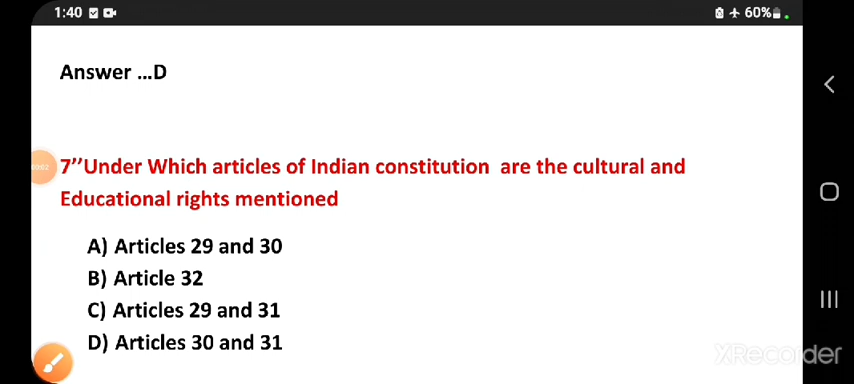 1:40 60%
Answer ...D
7’’Under Which articles of Indian constitution are the cultural and
Educational rights mentioned
A) Articles 29 and 30
B) Article 32
C) Articles 29 and 31
D) Articles 30 and 31
XRecorder